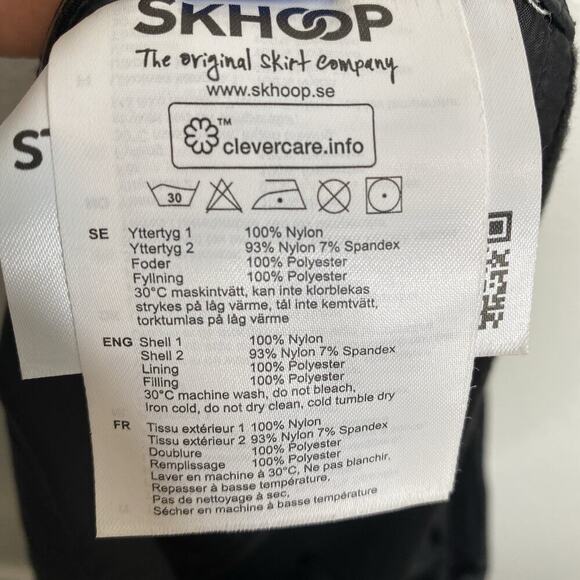 SKHOOP
The original skirt company
www.skhoop.se
™
clevercare.info
30
SE Yttertyg 1 100% Nylon
Yttertyg 2 93% Nylon 7% Spandex
Foder 100% Polyester
Fyllning 100% Polyester
30°C maskintvätt, kan inte klorblekas
strykes på låg värme, tål inte kemtvätt,
torktumlas på låg värme
ENG Shell 1 100% Nylon
Shell 2 93% Nylon 7% Spandex
Lining 100% Polyester
Filling 100% Polyester
30°C machine wash, do not bleach,
Iron cold, do not dry clean, cold tumble dry
FR Tissu extérieur 1 100% Nylon
Tissu extérieur 2 93% Nylon 7% Spandex
Doublure 100% Polyester
Remplissage 100% Polyester
Laver en machine à 30°C, Ne pas blanchir.
Repasser à basse température.
Pas de nettoyage à sec,
Sécher en machine à basse température